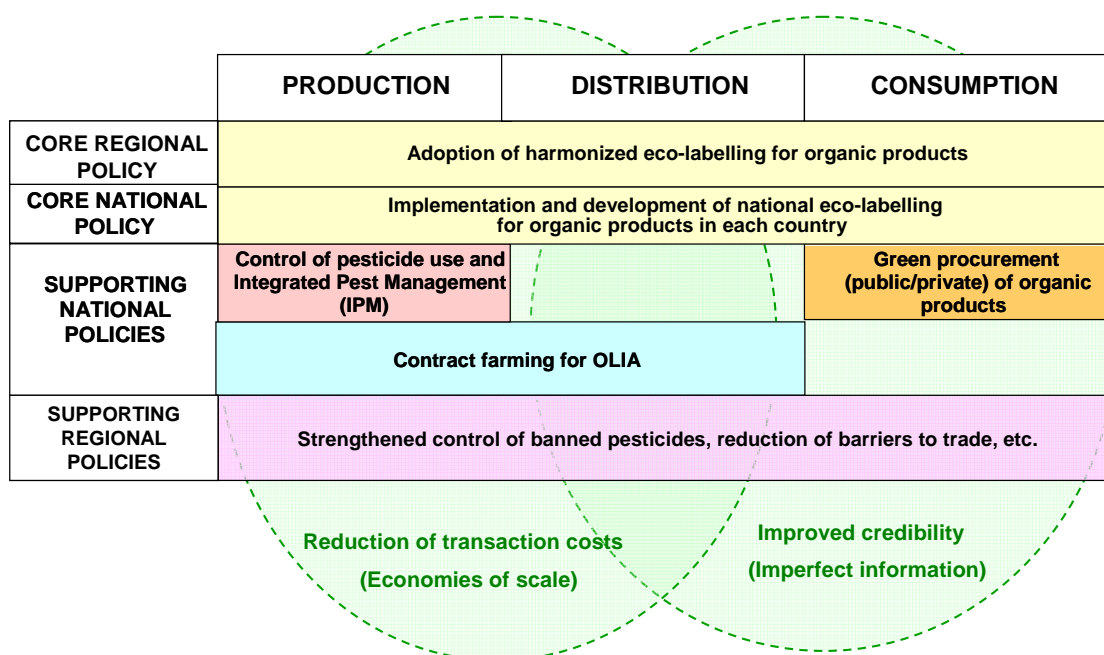 PRODUCTION
DISTRIBUTION
CONSUMPTION
CORE REGIONAL
POLICY
Adoption of harmonized eco-labelling for organic products
CORE NATIONAL
POLICY
Implementation and development of national eco-labelling
for organic products in each country
SUPPORTING
NATIONAL
POLICIES
Control of pesticide use and
Integrated Pest Management
(IPM)
Green procurement
(public/private) of organic
products
Contract farming for OLIA
SUPPORTING
REGIONAL
POLICIES
Strengthened control of banned pesticides, reduction of barriers to trade, etc.
Reduction of transaction costs
(Economies of scale)
Improved credibility
(Imperfect information)